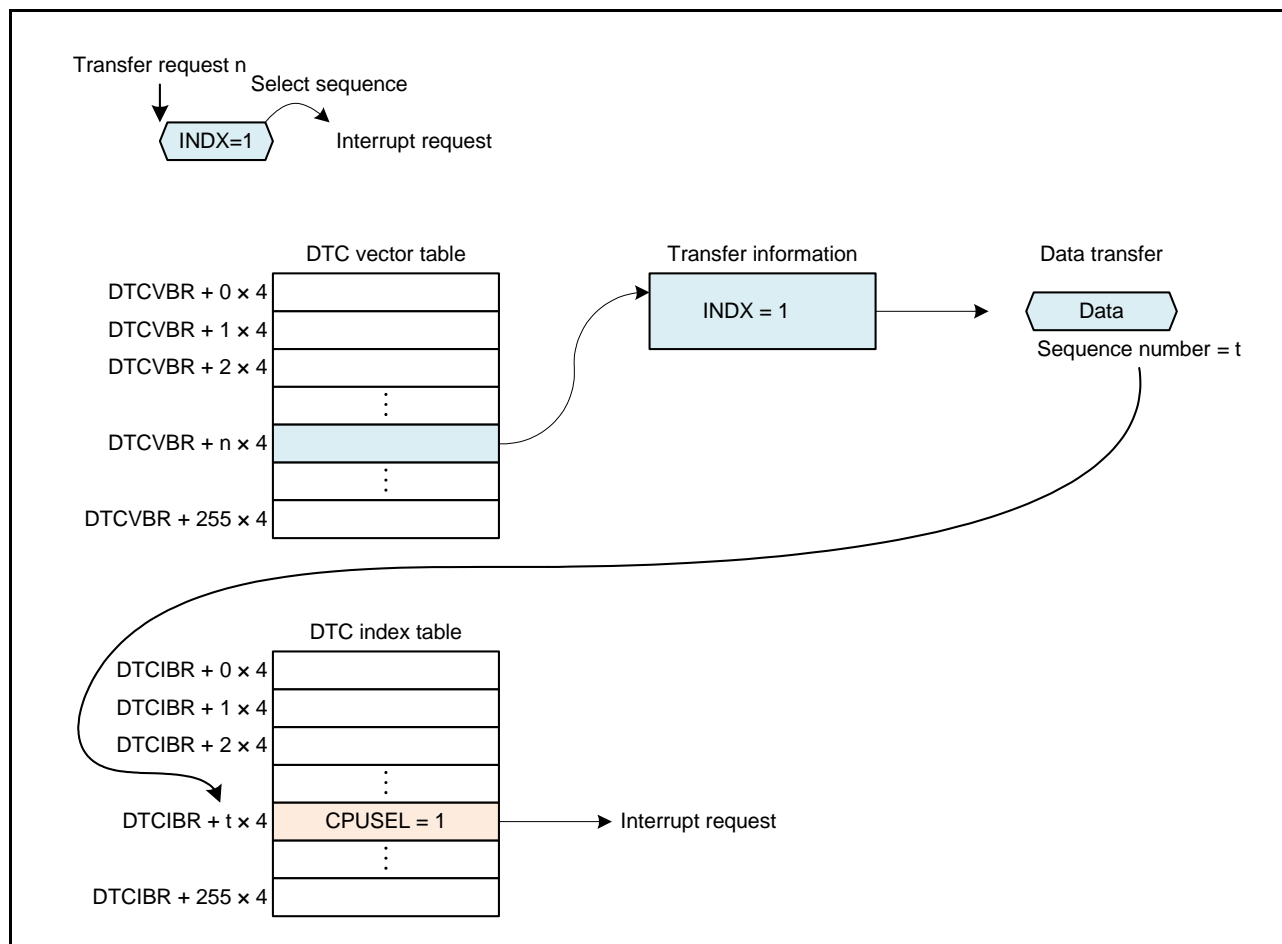 Transfer request n
Select sequence
INDX=1
Interrupt request
DTC vector table
Transfer information
Data transfer
DTCVBR + 0 × 4
INDX = 1
Data
DTCVBR + 1 × 4
Sequence number = t
DTCVBR + 2 × 4
⋮
DTCVBR + n × 4
⋮
DTCVBR + 255 × 4
DTC index table
DTCIBR + 0 × 4
DTCIBR + 1 × 4
DTCIBR + 2 × 4
⋮
DTCIBR + t × 4
CPUSEL = 1
Interrupt request
⋮
DTCIBR + 255 × 4